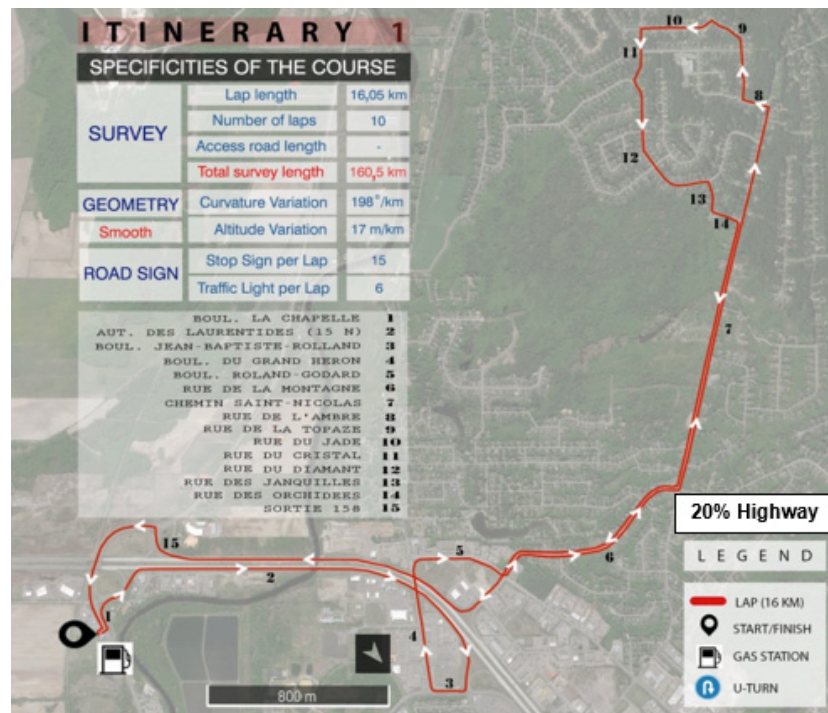 ITINERARY 1
SPECIFICITIES OF THE COURSE
SURVEY
Lap length 16,05 km
Number of laps 10
Access road length -
Total survey length 160,5 km
GEOMETRY Curvature Variation 198°/km
Smooth Altitude Variation 17 m/km
ROAD SIGN
Stop Sign per Lap 15
Traffic Light per Lap 6
BOUL. LA CHAPELLE 1
AUT. DES LAURENTIDES (15 N) 2
BOUL. JEAN-BAPTISTE-ROLLAND 3
BOUL. DU GRAND HERON 4
BOUL. ROLAND-GODARD 5
RUE DE LA MONTAGNE 6
CHEMIN SAINT-NICOLAS 7
RUE DE L'AMBRE 8
RUE DE LA TOPAZE 9
RUE DU JADE 10
RUE DU CRISTAL 11
RUE DU DIAMANT 12
RUE DES JANQUILLES 13
RUE DES ORCHIDEES 14
SORTIE 158 15
10
9
11
8
12
13
14
7
20% Highway
5
6
15
2
1
4
3
800 m
LEGEND
LAP (16 KM)
START/FINISH
GAS STATION
U-TURN